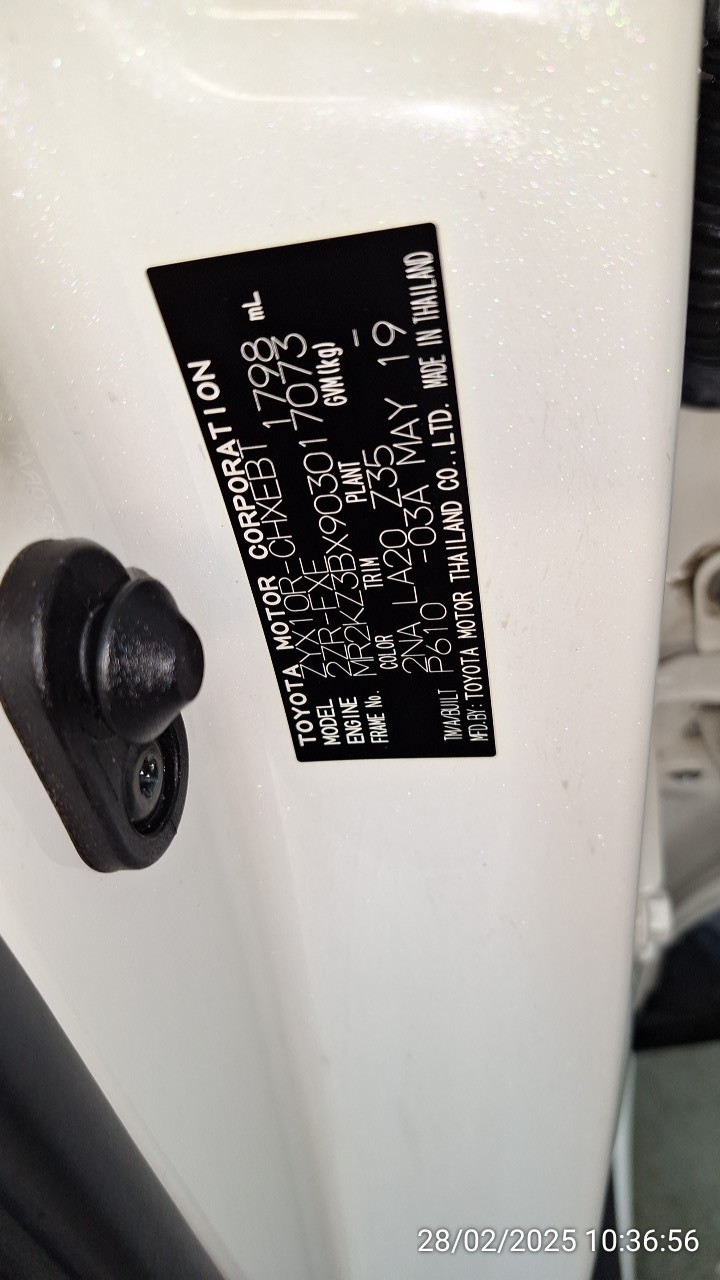 TOYOTA MOTOR CORPORATION
MODEL ZYX10R-CHXEBT 1798 mL
ENGINE 2ZR-FXE
FRAME No. MR2KZ3BX903017073
COLOR TRIM PLANT GVM(kg)
2NA LA20 Z35 -
TM/A/BUILT P610 -03A MAY 19
MFD.BY: TOYOTA MOTOR THAILAND CO.,LTD. MADE IN THAILAND
28/02/2025 10:36:56